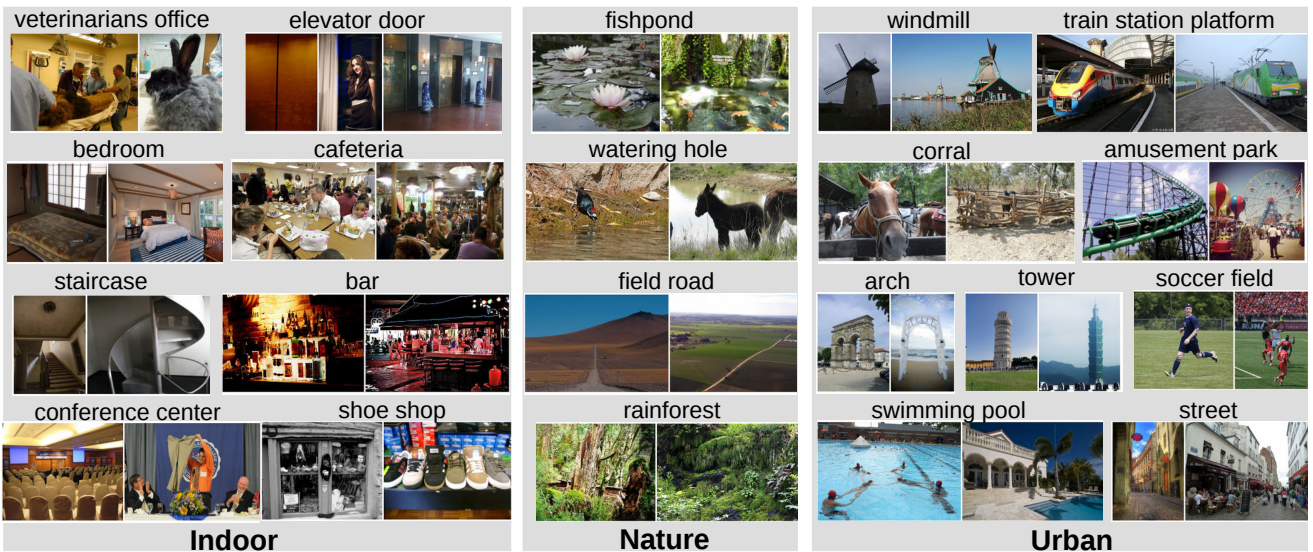 veterinarians office
elevator door
bedroom
cafeteria
staircase
bar
conference center
shoe shop
Indoor
fishpond
watering hole
field road
rainforest
Nature
windmill
train station platform
corral
amusement park
arch
tower
soccer field
swimming pool
street
Urban